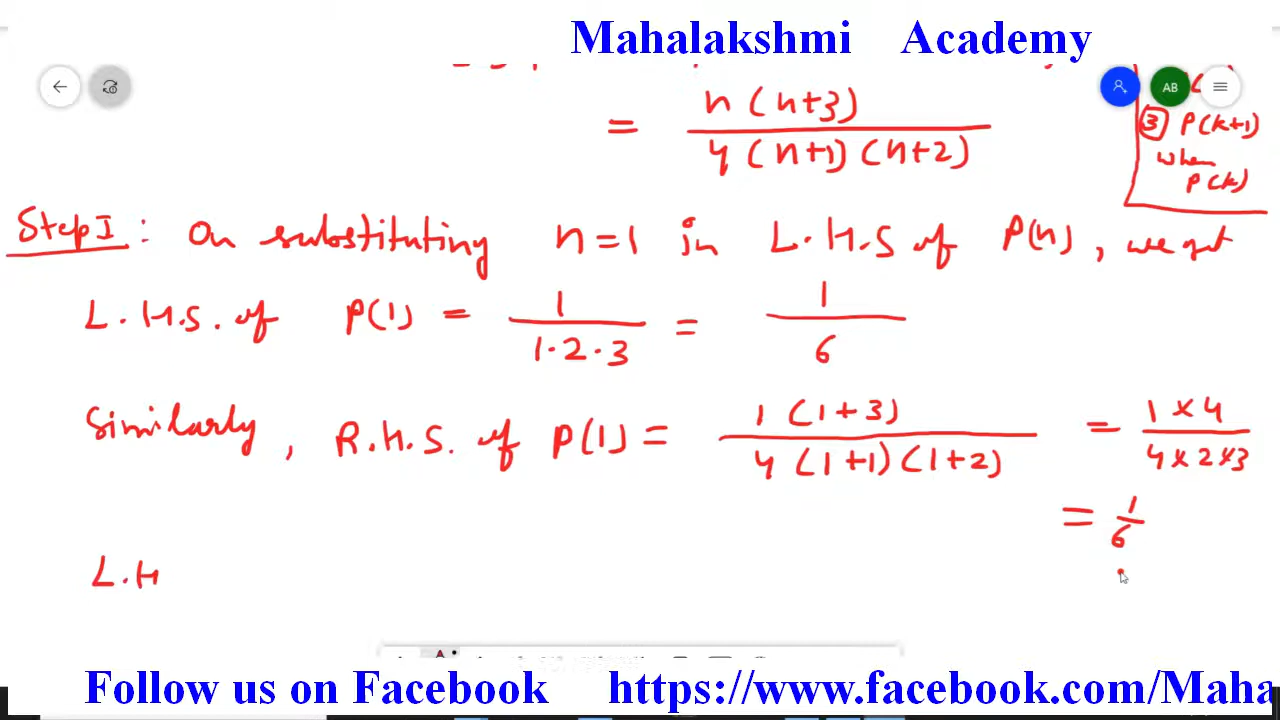 Mahalakshmi Academy
= n(n+3) / 4(n+1)(n+2)
AB
③ P(k+1)
when
P(k)
Step I : On substituting n=1 in L.H.S of P(n), we get
L.H.S. of P(1) = 1 / 1·2·3 = 1 / 6
Similarly, R.H.S. of P(1) = 1(1+3) / 4(1+1)(1+2) = 1×4 / 4×2×3
= 1/6
L.H
Follow us on Facebook https://www.facebook.com/Maha